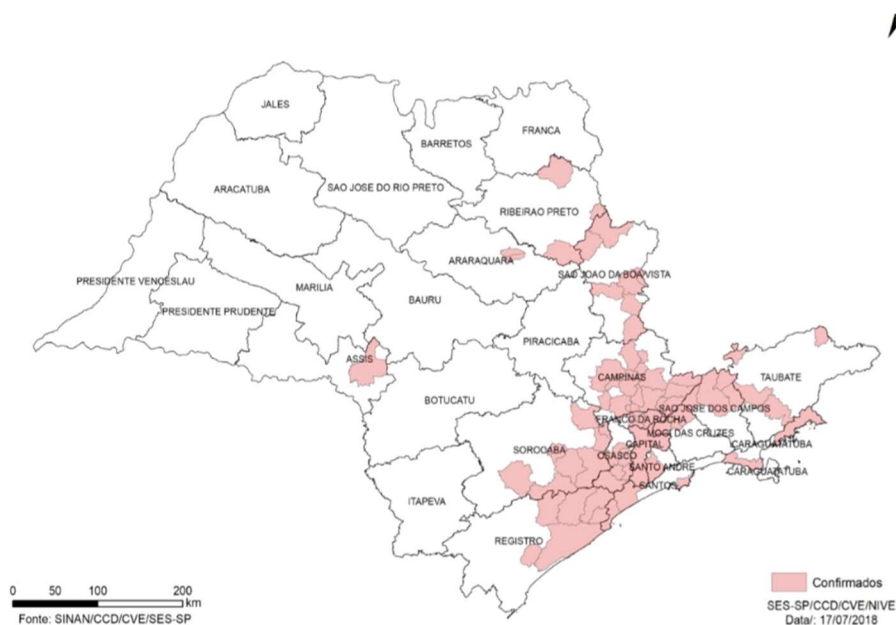 JALES
FRANCA
BARRETOS
ARACATUBA
SAO JOSE DO RIO PRETO
RIBEIRAO PRETO
ARARAQUARA
SAO JOAO DA BOA VISTA
PRESIDENTE VENCESLAU
MARILIA
BAURU
PRESIDENTE PRUDENTE
PIRACICABA
ASSIS
CAMPINAS
TAUBATE
BOTUCATU
SAO JOSE DOS CAMPOS
FRANCO DA ROCHA
MOGI DAS CRUZES
CAPITAL
CARAGUATATUBA
SOROCABA
OSASCO
SANTO ANDRE
CARAGUATATUBA
SANTOS
ITAPEVA
REGISTRO
0 50 100 200
km
Fonte: SINAN/CCD/CVE/SES-SP
Confirmados
SES-SP/CCD/CVE/NIVE
Data/: 17/07/2018